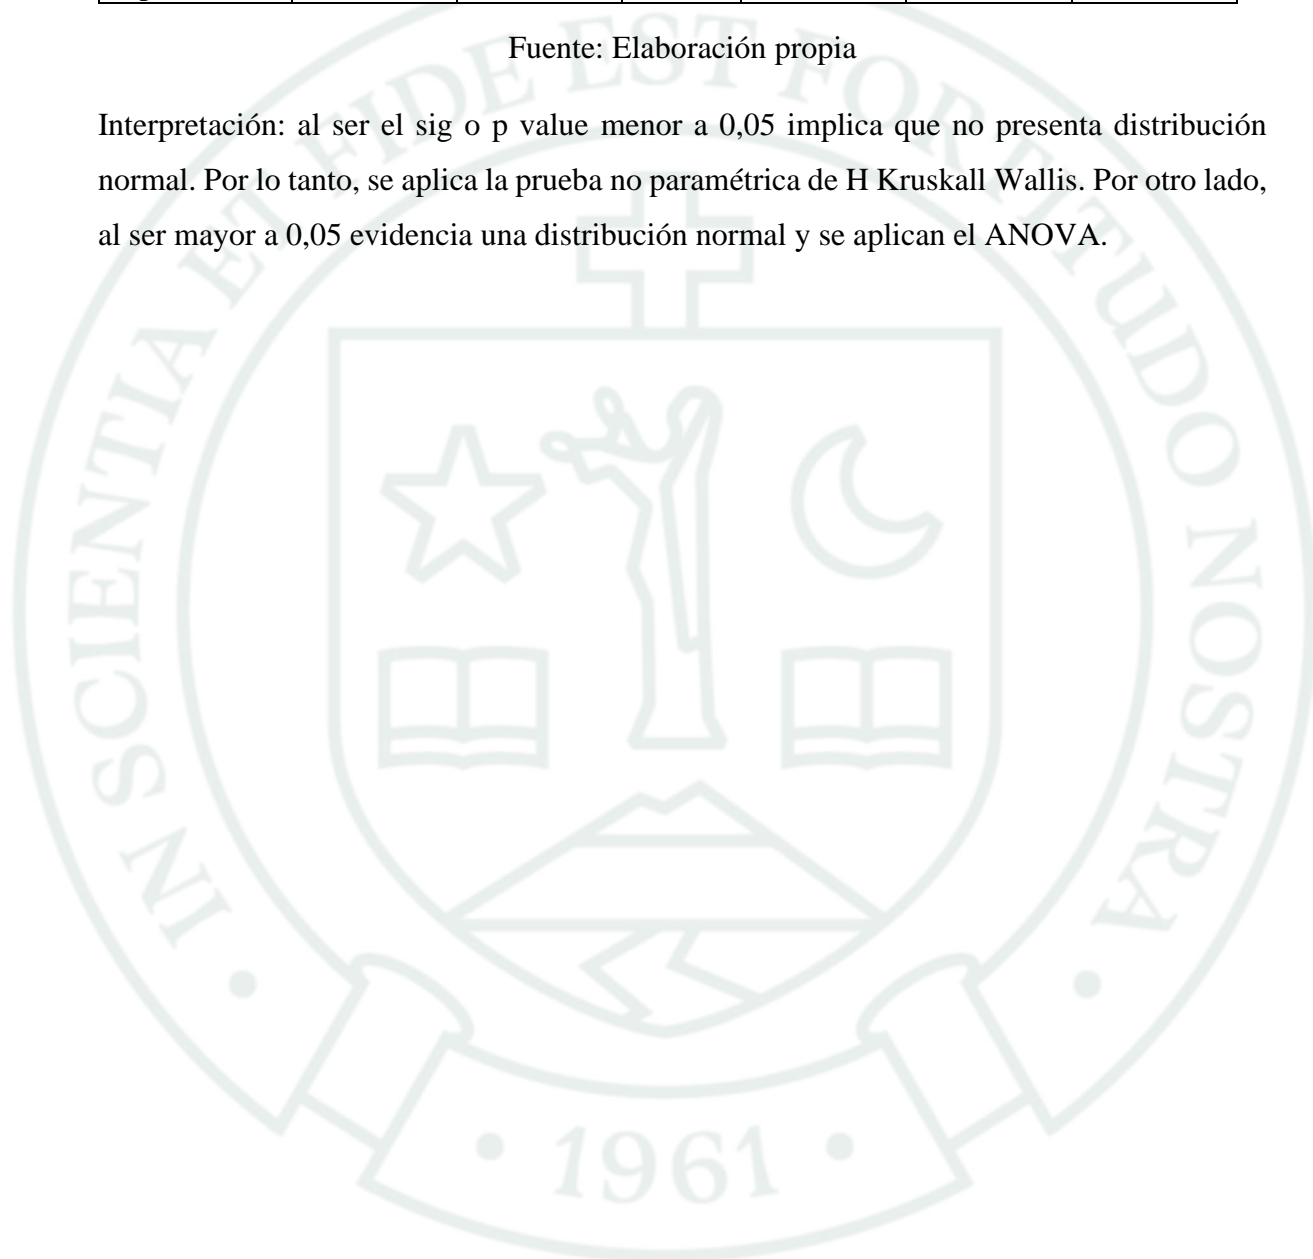 Fuente: Elaboración propia
Interpretación: al ser el sig o p value menor a 0,05 implica que no presenta distribución
normal. Por lo tanto, se aplica la prueba no paramétrica de H Kruskall Wallis. Por otro lado,
al ser mayor a 0,05 evidencia una distribución normal y se aplican el ANOVA.
IN SCIENTIA ET FIDE EST FORTITUDO NOSTRA
• 1961 •